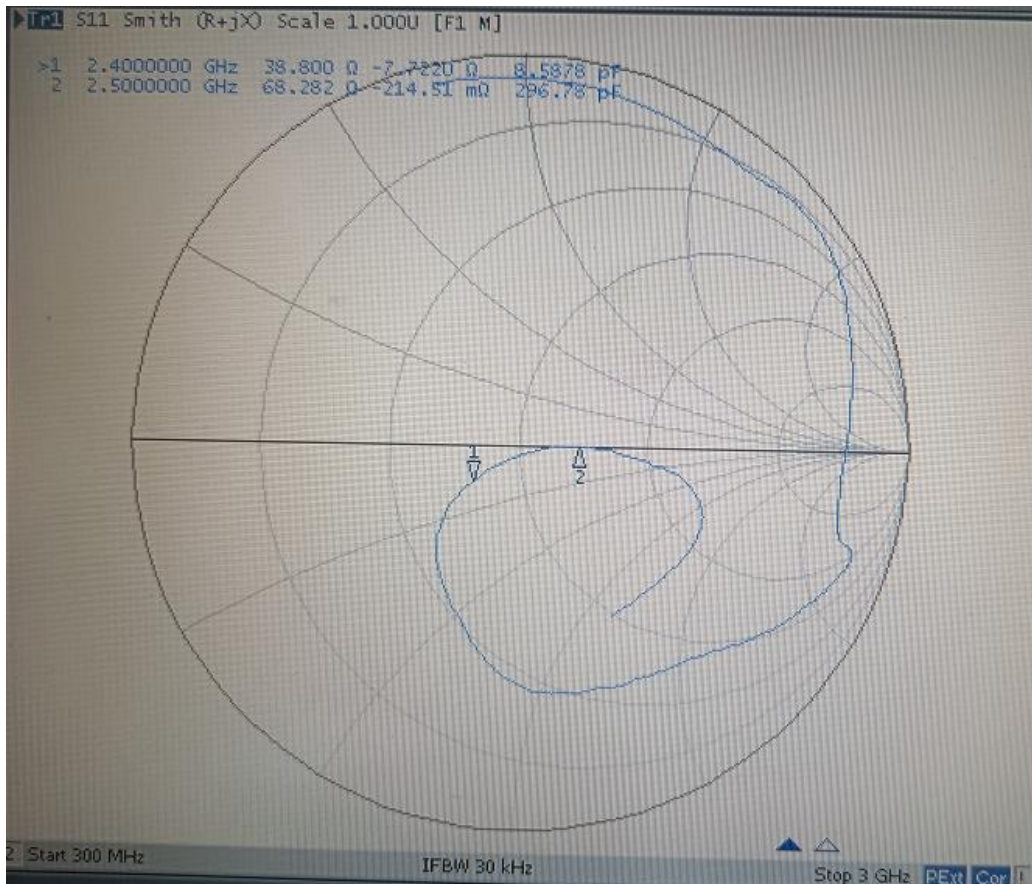 Tr1 S11 Smith (R+jX) Scale 1.000U [F1 M]
>1 2.4000000 GHz 38.800 Ω -7.7220 Ω 8.5878 pF
2 2.5000000 GHz 68.282 Ω -214.51 mΩ 296.78 pF
1
2
2 Start 300 MHz
IFBW 30 kHz
Stop 3 GHz PExt Cor